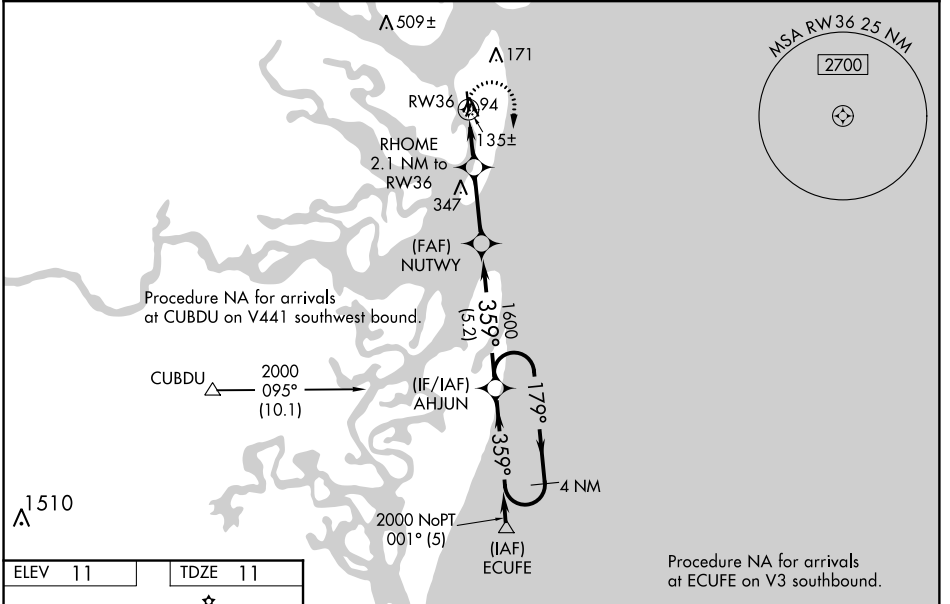 509±
171
MSA RW36 25 NM
2700
RW36
94
135±
RHOME
2.1 NM to
RW36
347
(FAF)
NUTWY
Procedure NA for arrivals
at CUBDU on V441 southwest bound.
359°
1600
(5.2)
CUBDU
2000
095°
(10.1)
(IF/IAF)
AHJUN
179°
359°
4 NM
1510
2000 NoPT
001° (5)
(IAF)
ECUFE
Procedure NA for arrivals
at ECUFE on V3 southbound.
ELEV 11
TDZE 11